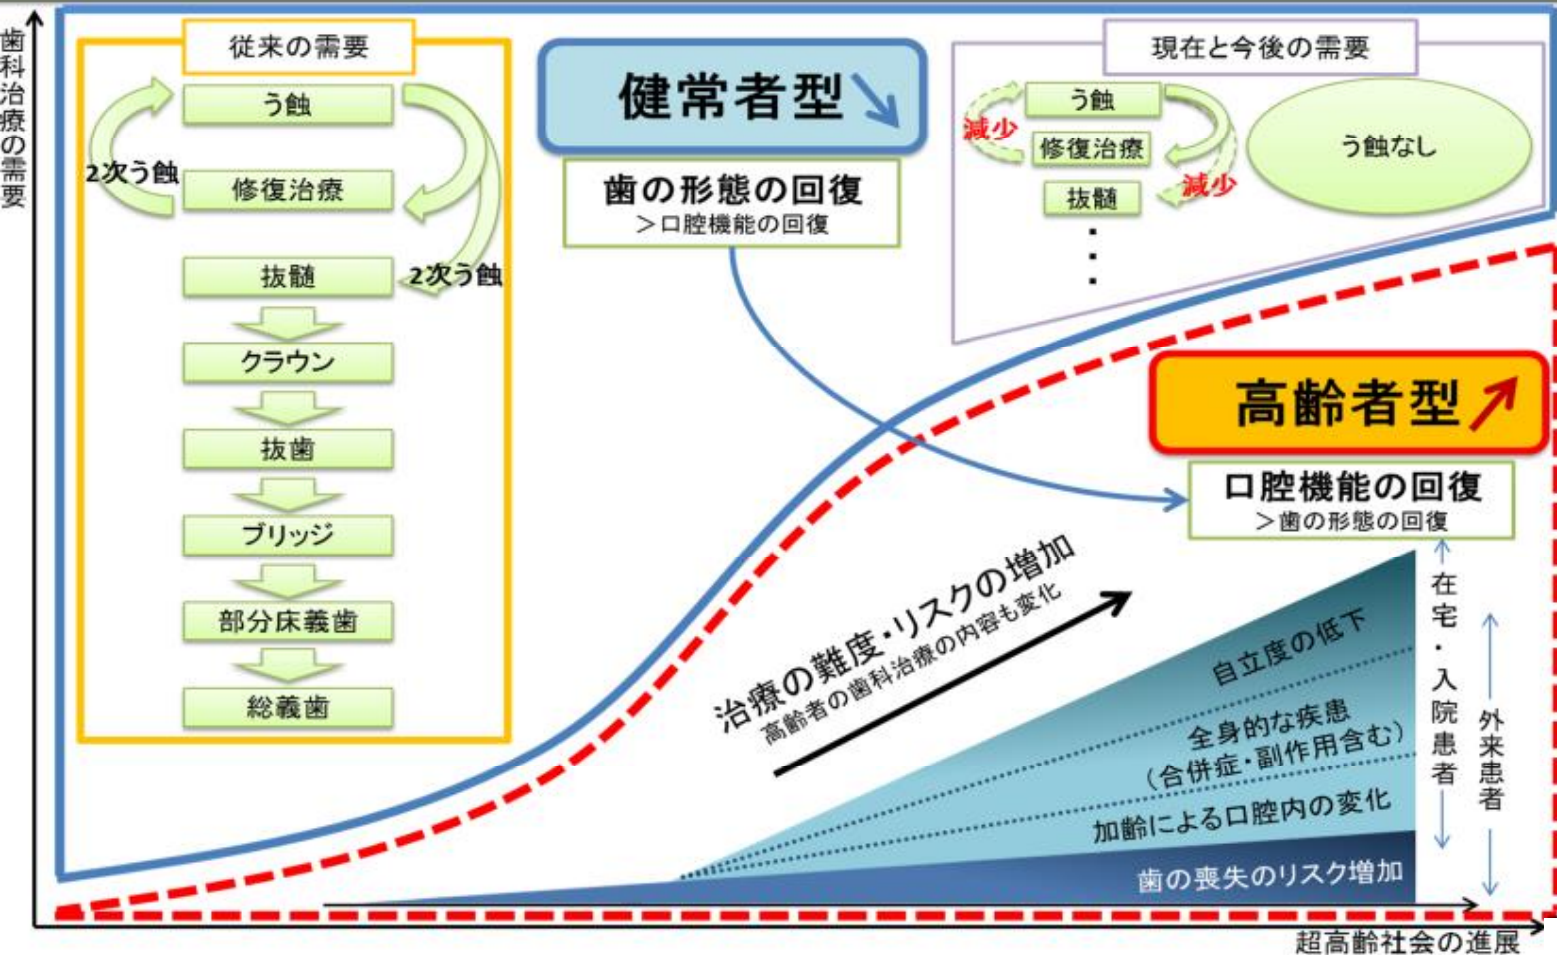 歯科治療の需要
従来の需要
う蝕
2次う蝕
修復治療
抜髄
2次う蝕
クラウン
抜歯
ブリッジ
部分床義歯
総義歯
健常者型
歯の形態の回復
＞口腔機能の回復
現在と今後の需要
う蝕
減少
修復治療
減少
抜髄
う蝕なし
高齢者型
口腔機能の回復
＞歯の形態の回復
治療の難度・リスクの増加
高齢者の歯科治療の内容も変化
自立度の低下
全身的な疾患
（合併症・副作用含む）
加齢による口腔内の変化
歯の喪失のリスク増加
在宅・入院患者
外来患者
超高齢社会の進展